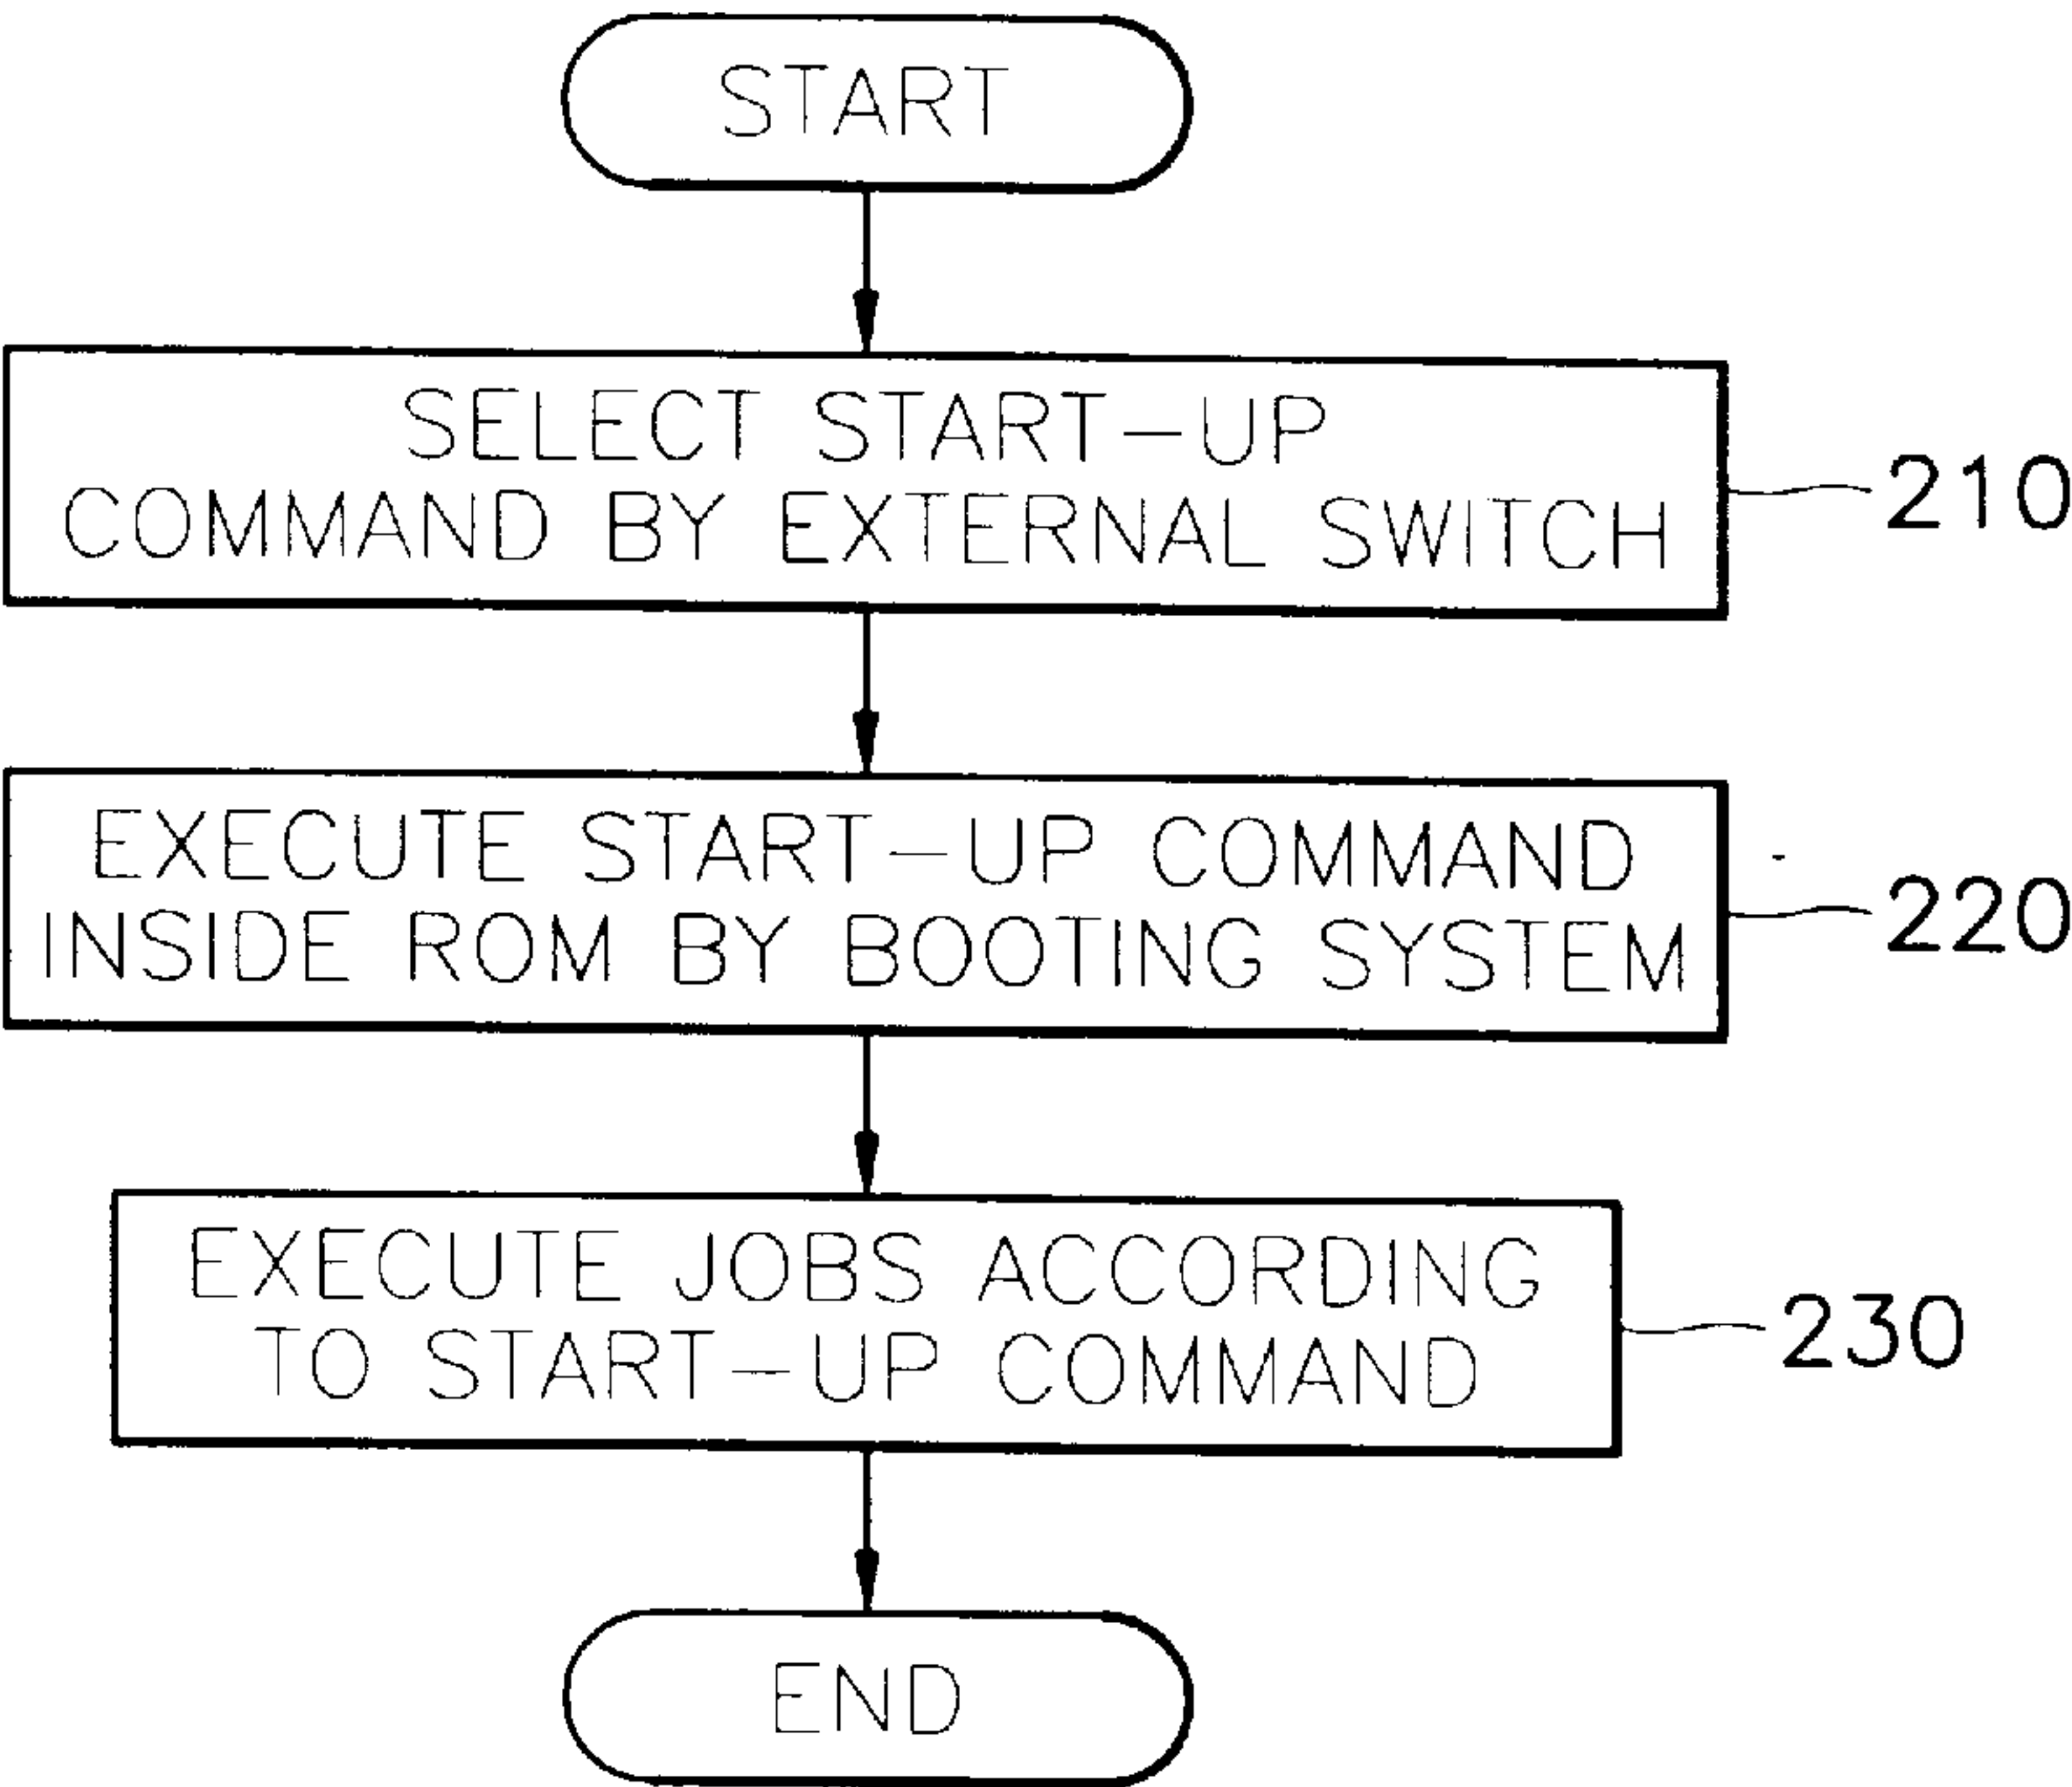 START
SELECT START-UP
COMMAND BY EXTERNAL SWITCH
210
EXECUTE START-UP COMMAND
INSIDE ROM BY BOOTING SYSTEM
220
EXECUTE JOBS ACCORDING
TO START-UP COMMAND
230
END